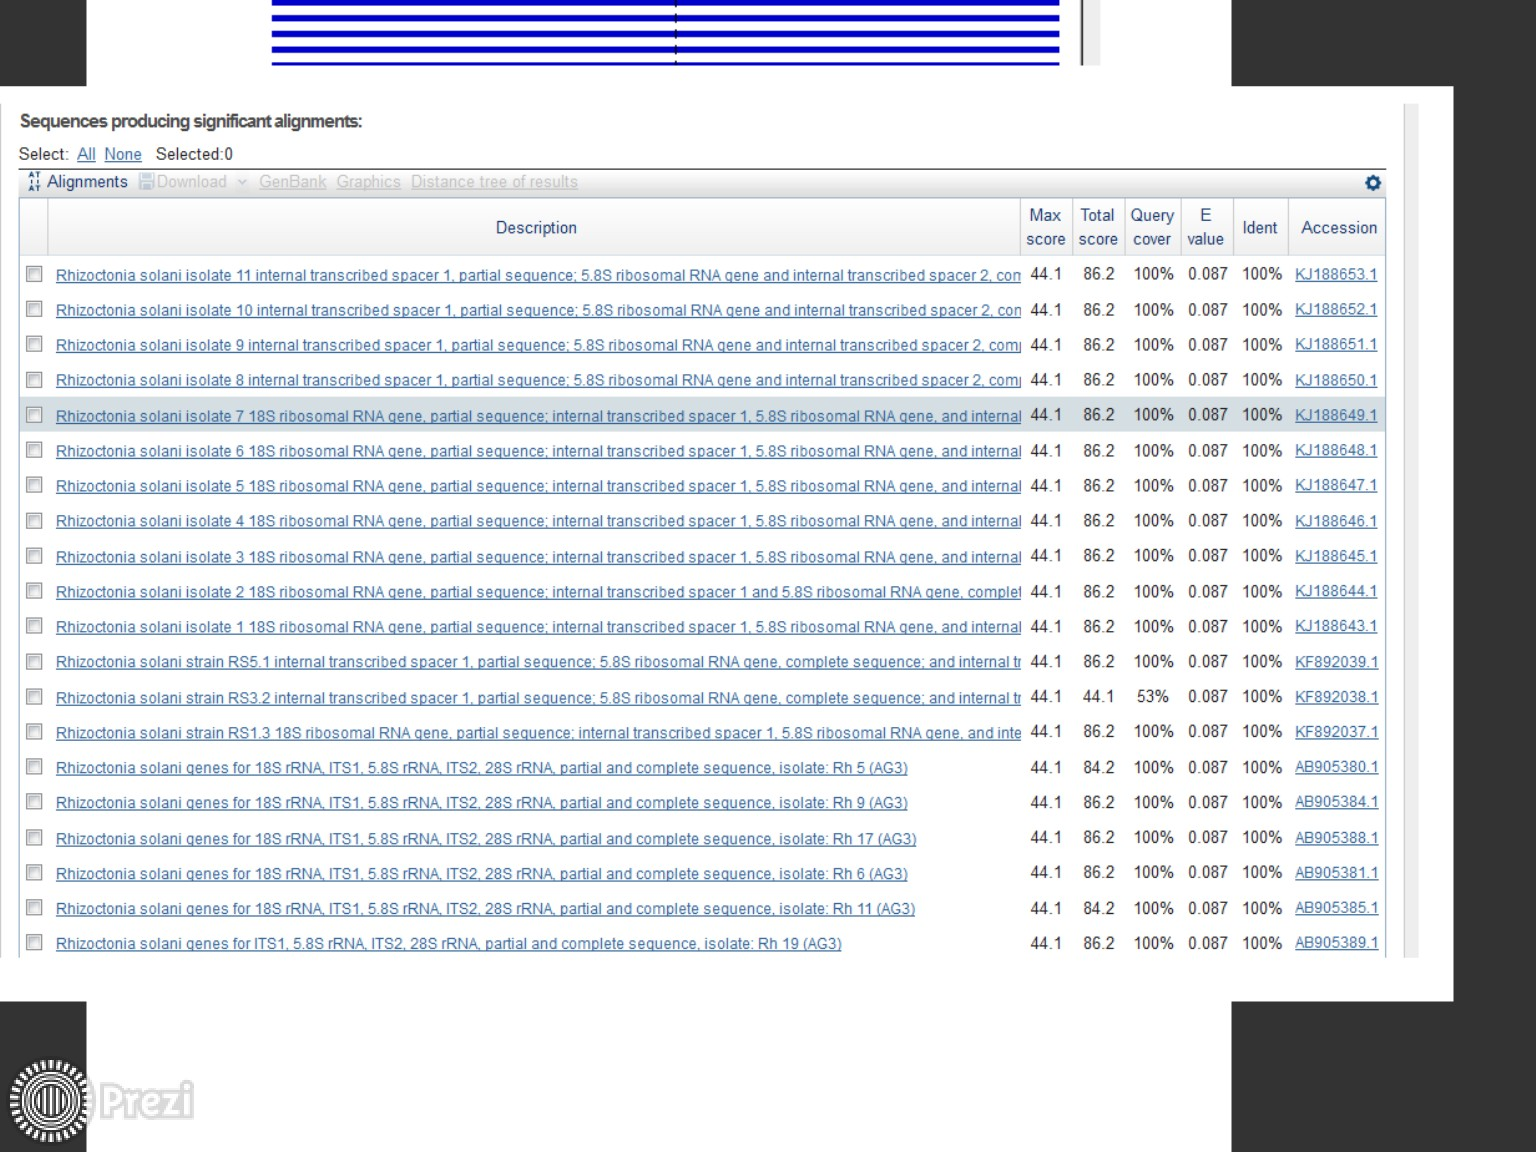 Sequences producing significant alignments:
Select: All None Selected:0
Alignments Download GenBank Graphics Distance tree of results
Description Max score Total score Query cover E value Ident Accession
Rhizoctonia solani isolate 11 internal transcribed spacer 1, partial sequence; 5.8S ribosomal RNA gene and internal transcribed spacer 2, com 44.1 86.2 100% 0.087 100% KJ188653.1
Rhizoctonia solani isolate 10 internal transcribed spacer 1, partial sequence; 5.8S ribosomal RNA gene and internal transcribed spacer 2, con 44.1 86.2 100% 0.087 100% KJ188652.1
Rhizoctonia solani isolate 9 internal transcribed spacer 1, partial sequence; 5.8S ribosomal RNA gene and internal transcribed spacer 2, com 44.1 86.2 100% 0.087 100% KJ188651.1
Rhizoctonia solani isolate 8 internal transcribed spacer 1, partial sequence; 5.8S ribosomal RNA gene and internal transcribed spacer 2, com 44.1 86.2 100% 0.087 100% KJ188650.1
Rhizoctonia solani isolate 7 18S ribosomal RNA gene, partial sequence; internal transcribed spacer 1, 5.8S ribosomal RNA gene, and internal 44.1 86.2 100% 0.087 100% KJ188649.1
Rhizoctonia solani isolate 6 18S ribosomal RNA gene, partial sequence; internal transcribed spacer 1, 5.8S ribosomal RNA gene, and internal 44.1 86.2 100% 0.087 100% KJ188648.1
Rhizoctonia solani isolate 5 18S ribosomal RNA gene, partial sequence; internal transcribed spacer 1, 5.8S ribosomal RNA gene, and internal 44.1 86.2 100% 0.087 100% KJ188647.1
Rhizoctonia solani isolate 4 18S ribosomal RNA gene, partial sequence; internal transcribed spacer 1, 5.8S ribosomal RNA gene, and internal 44.1 86.2 100% 0.087 100% KJ188646.1
Rhizoctonia solani isolate 3 18S ribosomal RNA gene, partial sequence; internal transcribed spacer 1, 5.8S ribosomal RNA gene, and internal 44.1 86.2 100% 0.087 100% KJ188645.1
Rhizoctonia solani isolate 2 18S ribosomal RNA gene, partial sequence; internal transcribed spacer 1 and 5.8S ribosomal RNA gene, complet 44.1 86.2 100% 0.087 100% KJ188644.1
Rhizoctonia solani isolate 1 18S ribosomal RNA gene, partial sequence; internal transcribed spacer 1, 5.8S ribosomal RNA gene, and internal 44.1 86.2 100% 0.087 100% KJ188643.1
Rhizoctonia solani strain RS5.1 internal transcribed spacer 1, partial sequence; 5.8S ribosomal RNA gene, complete sequence; and internal tr 44.1 86.2 100% 0.087 100% KF892039.1
Rhizoctonia solani strain RS3.2 internal transcribed spacer 1, partial sequence; 5.8S ribosomal RNA gene, complete sequence; and internal tr 44.1 44.1 53% 0.087 100% KF892038.1
Rhizoctonia solani strain RS1.3 18S ribosomal RNA gene, partial sequence; internal transcribed spacer 1, 5.8S ribosomal RNA gene, and inte 44.1 86.2 100% 0.087 100% KF892037.1
Rhizoctonia solani genes for 18S rRNA, ITS1, 5.8S rRNA, ITS2, 28S rRNA, partial and complete sequence, isolate: Rh 5 (AG3) 44.1 84.2 100% 0.087 100% AB905380.1
Rhizoctonia solani genes for 18S rRNA, ITS1, 5.8S rRNA, ITS2, 28S rRNA, partial and complete sequence, isolate: Rh 9 (AG3) 44.1 86.2 100% 0.087 100% AB905384.1
Rhizoctonia solani genes for 18S rRNA, ITS1, 5.8S rRNA, ITS2, 28S rRNA, partial and complete sequence, isolate: Rh 17 (AG3) 44.1 86.2 100% 0.087 100% AB905388.1
Rhizoctonia solani genes for 18S rRNA, ITS1, 5.8S rRNA, ITS2, 28S rRNA, partial and complete sequence, isolate: Rh 6 (AG3) 44.1 86.2 100% 0.087 100% AB905381.1
Rhizoctonia solani genes for 18S rRNA, ITS1, 5.8S rRNA, ITS2, 28S rRNA, partial and complete sequence, isolate: Rh 11 (AG3) 44.1 84.2 100% 0.087 100% AB905385.1
Rhizoctonia solani genes for ITS1, 5.8S rRNA, ITS2, 28S rRNA, partial and complete sequence, isolate: Rh 19 (AG3) 44.1 86.2 100% 0.087 100% AB905389.1
Prezi